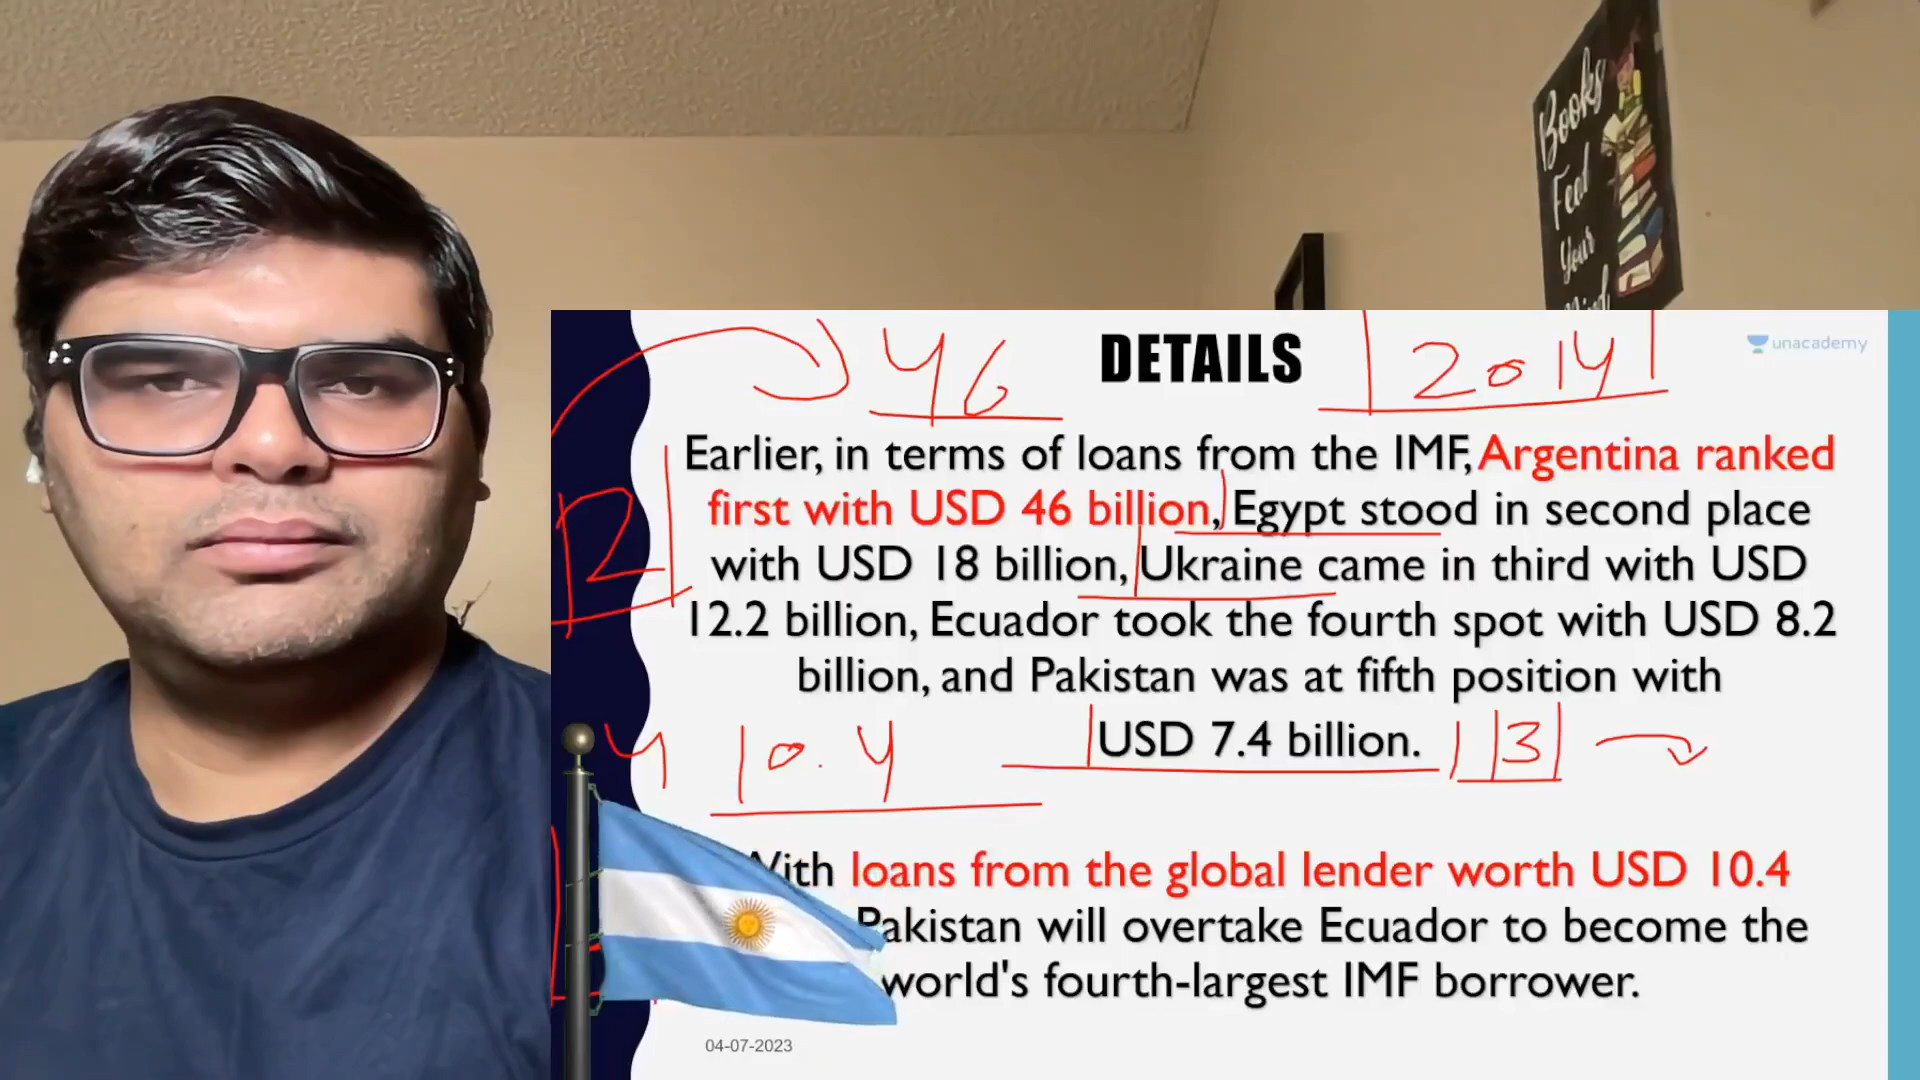 Books
Feed
Your
Mind
46
DETAILS
2014
unacademy
Earlier, in terms of loans from the IMF, Argentina ranked
first with USD 46 billion, Egypt stood in second place
with USD 18 billion, Ukraine came in third with USD
12.2 billion, Ecuador took the fourth spot with USD 8.2
billion, and Pakistan was at fifth position with
USD 7.4 billion.
13
10.4
With loans from the global lender worth USD 10.4
Pakistan will overtake Ecuador to become the
world's fourth-largest IMF borrower.
04-07-2023